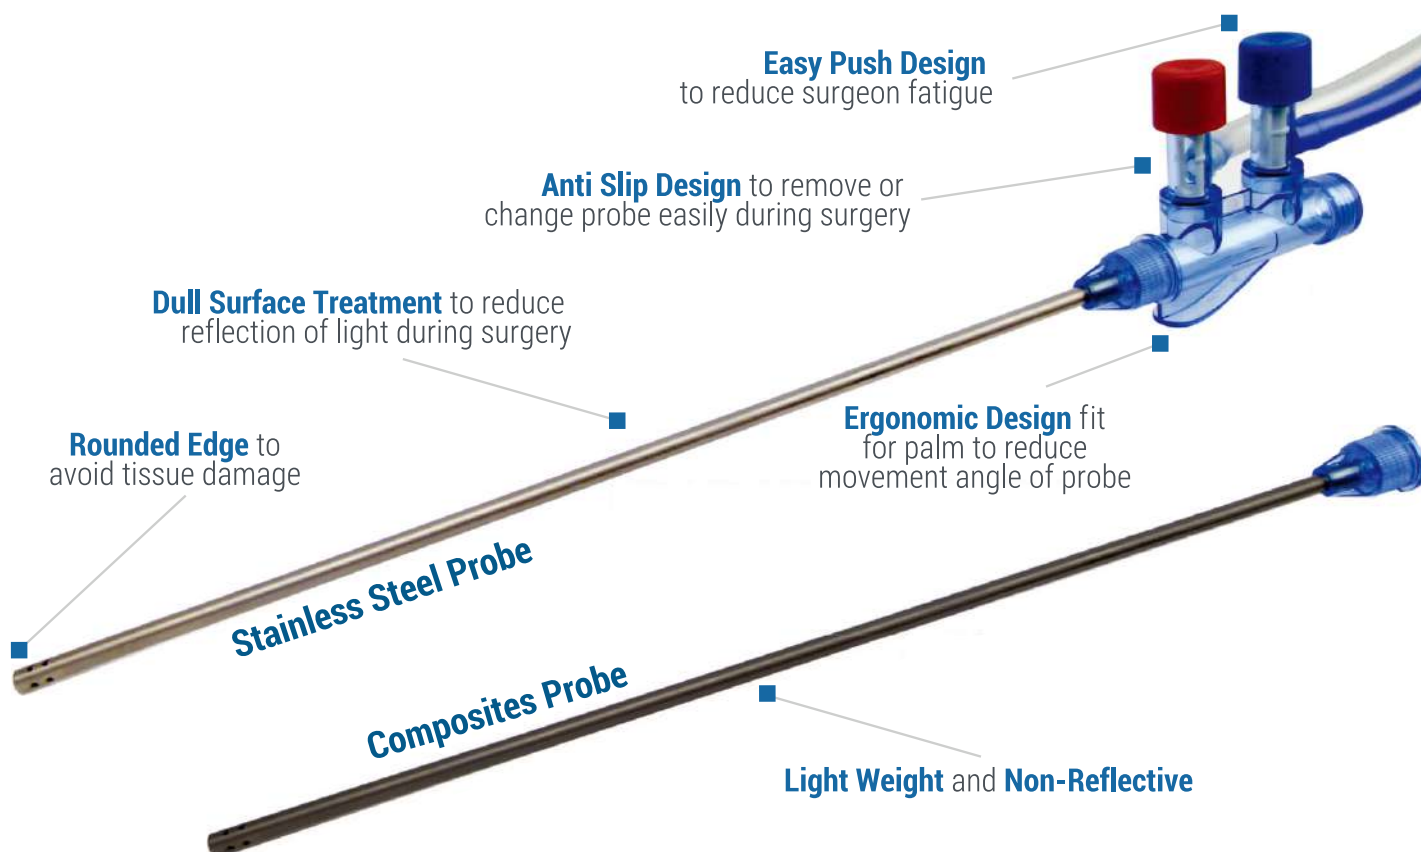 Easy Push Design
to reduce surgeon fatigue
Anti Slip Design to remove or
change probe easily during surgery
Dull Surface Treatment to reduce
reflection of light during surgery
Ergonomic Design fit
for palm to reduce
movement angle of probe
Rounded Edge to
avoid tissue damage
Stainless Steel Probe
Composites Probe
Light Weight and Non-Reflective